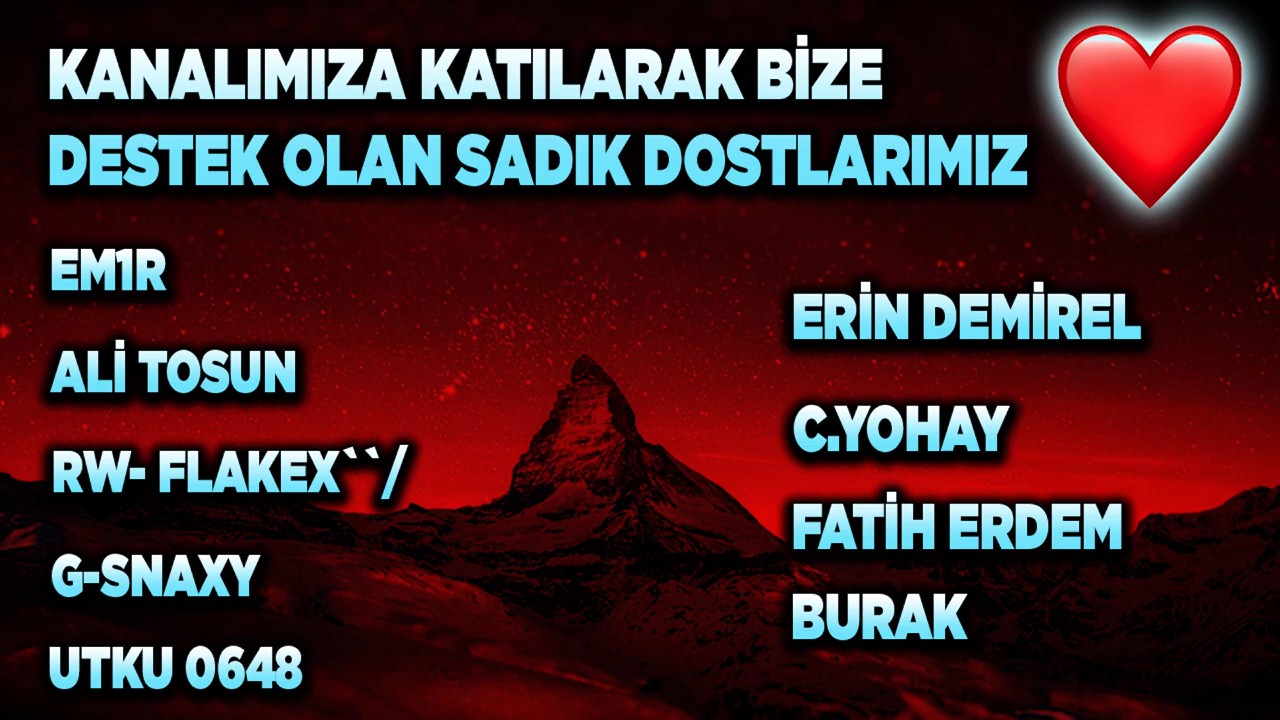 KANALIMIZA KATILARAK BİZE
DESTEK OLAN SADIK DOSTLARIMIZ
EM1R
ALİ TOSUN
RW- FLAKEX``/
G-SNAXY
UTKU 0648
ERİN DEMİREL
C.YOHAY
FATİH ERDEM
BURAK